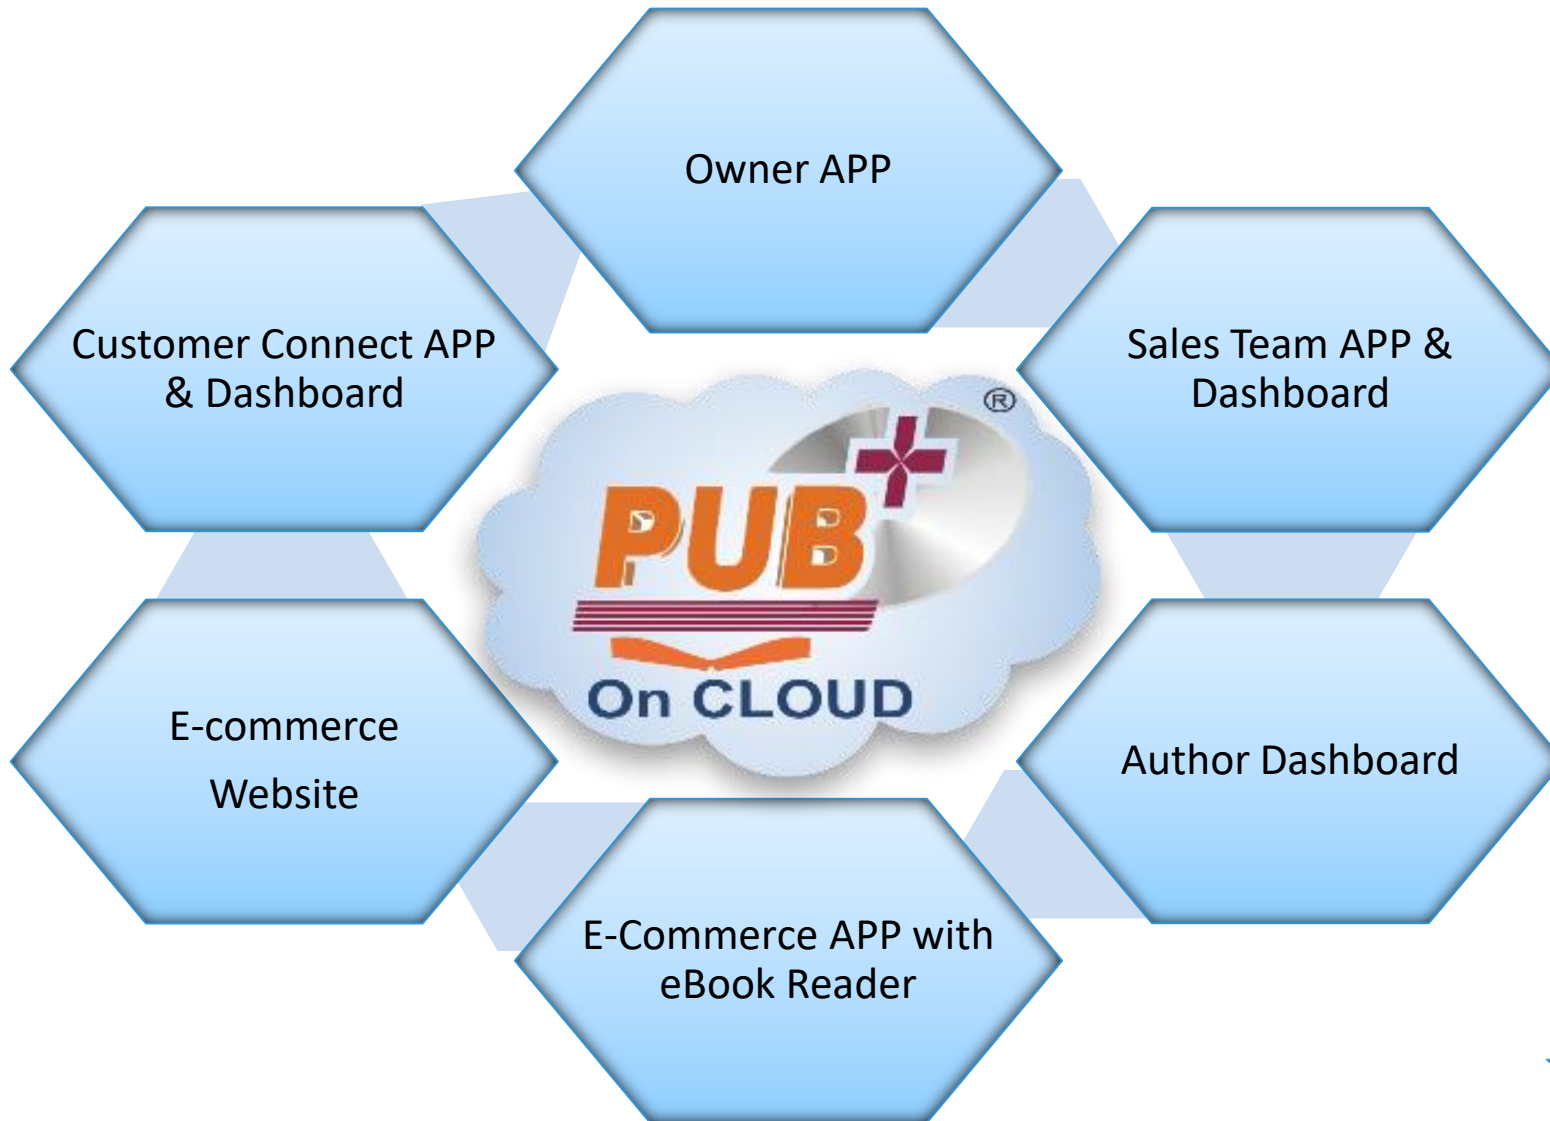 Owner APP
Customer Connect APP
& Dashboard
Sales Team APP &
Dashboard
®
PUB+
On CLOUD
E-commerce
Website
Author Dashboard
E-Commerce APP with
eBook Reader